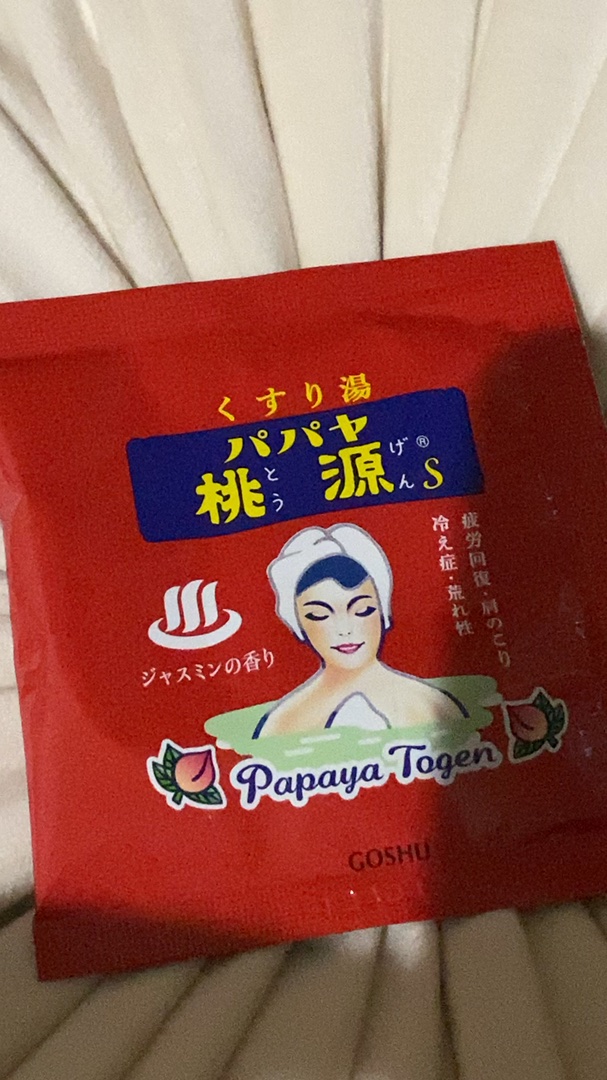 くすり湯
パパヤ
桃とう源げん® S
疲労回復・肩のこり
冷え症・荒れ性
ジャスミンの香り
Papaya Togen
GOSHU